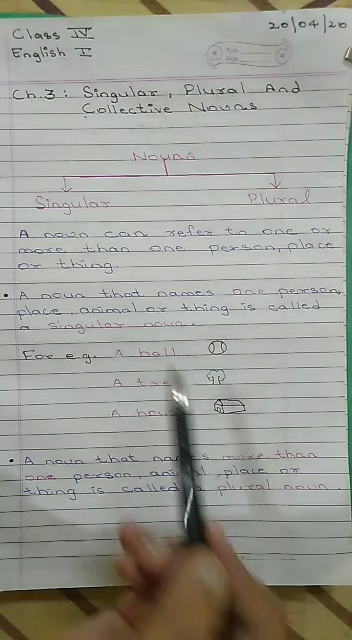 Class IV
20/04/20
English I
Title
Page
Ch.3: Singular, Plural And
Collective Nouns
Nouns
Singular
Plural
A noun can refer to one or
more than one person, place
or thing.
• A noun that names one person
place, animal or thing is called
a singular noun.
For e.g. A ball
A
A
• A noun that names more than
one person, animal, place or
thing is called a plural noun.